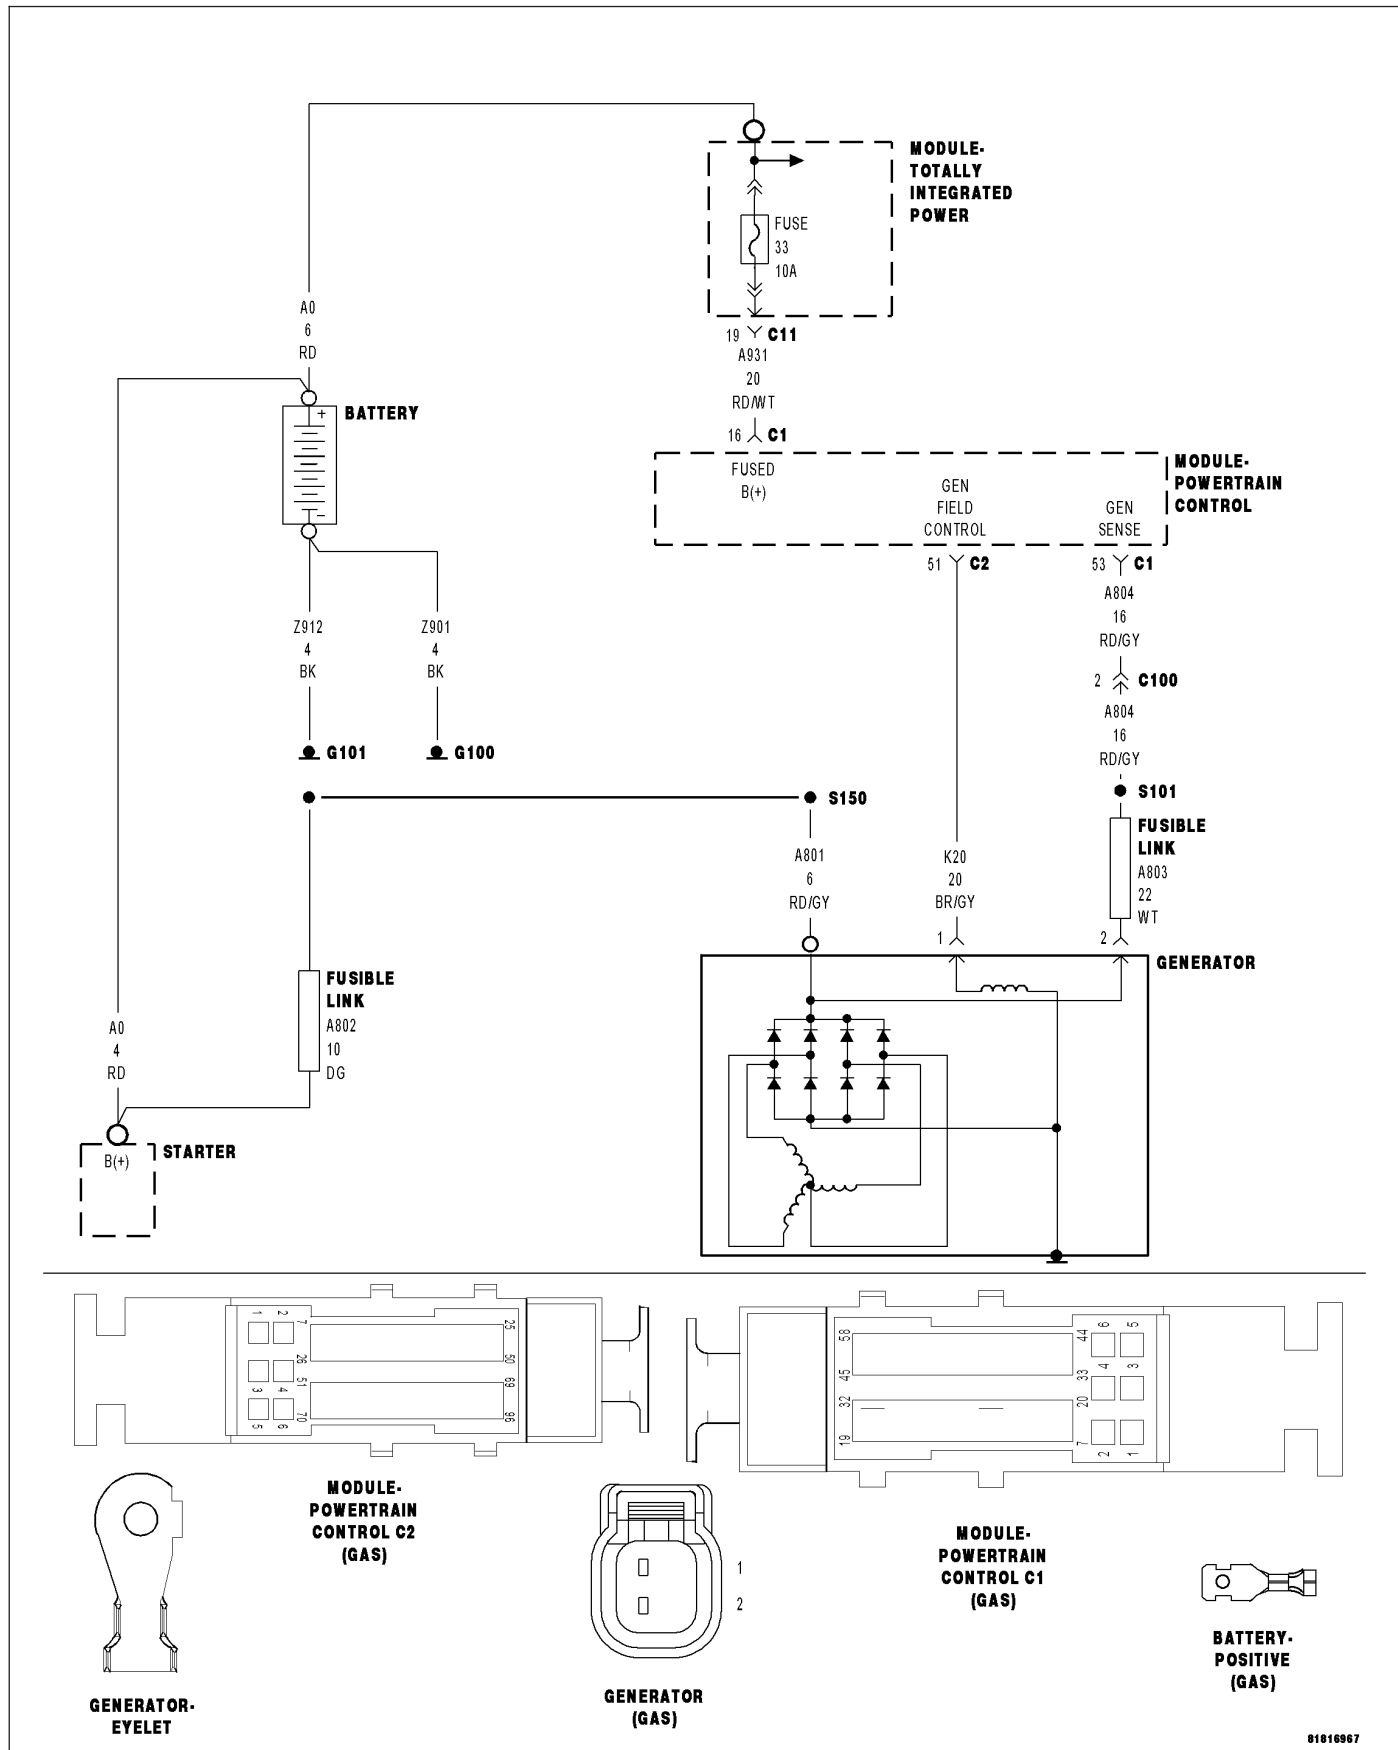 MODULE-
TOTALLY
INTEGRATED
POWER
FUSE
33
10A
19 C11
A931
20
RD/WT
16 C1
A0
6
RD
BATTERY
+
-
FUSED
B(+)
GEN
FIELD
CONTROL
GEN
SENSE
MODULE-
POWERTRAIN
CONTROL
51 C2
53 C1
A804
16
RD/GY
2 C100
A804
16
RD/GY
S101
Z912
4
BK
Z901
4
BK
G101
G100
S150
A801
6
RD/GY
K20
20
BR/GY
FUSIBLE
LINK
A803
22
WT
1
2
GENERATOR
FUSIBLE
LINK
A802
10
DG
A0
4
RD
B(+)
STARTER
1 2 7 25
26 50
3 4 51 69
5 6 70 96
58 44 6 5
45 33 4 3
32 20
19 7 2 1
MODULE-
POWERTRAIN
CONTROL C2
(GAS)
1
2
MODULE-
POWERTRAIN
CONTROL C1
(GAS)
GENERATOR-
EYELET
GENERATOR
(GAS)
BATTERY-
POSITIVE
(GAS)
81816967